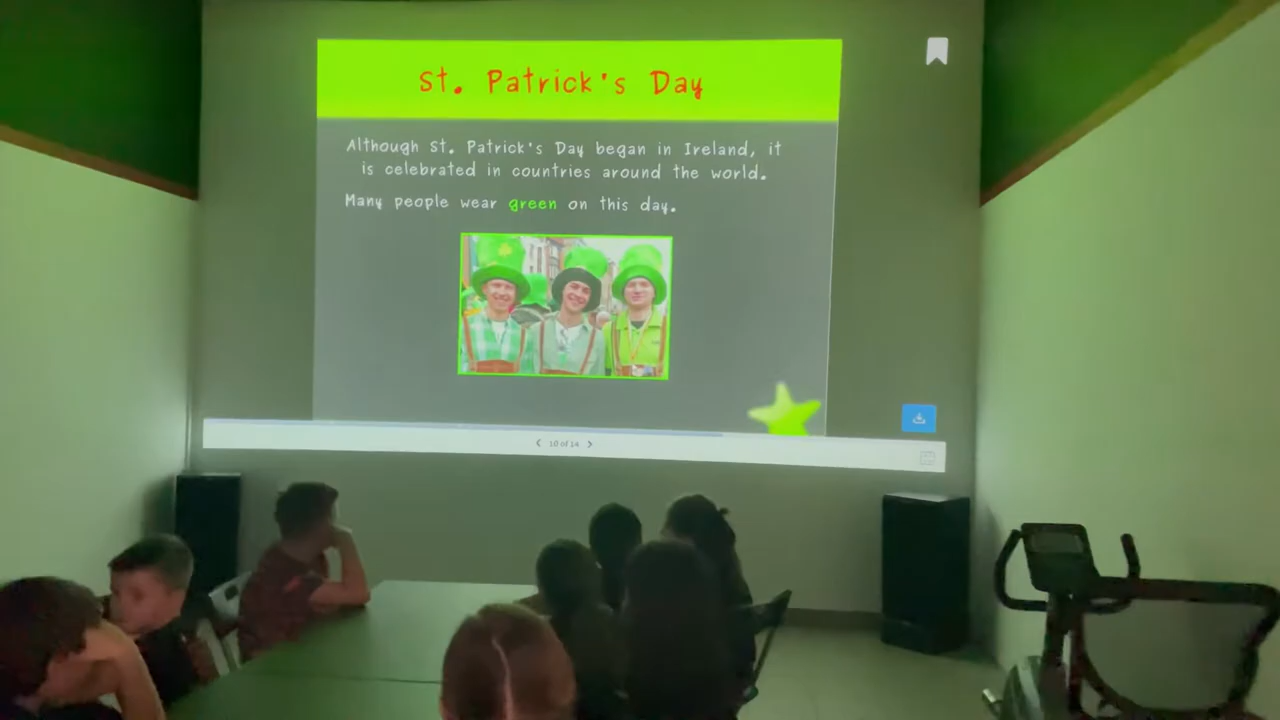 St. Patrick's Day
Although St. Patrick's Day began in Ireland, it
is celebrated in countries around the world.
Many people wear green on this day.
10 of 14